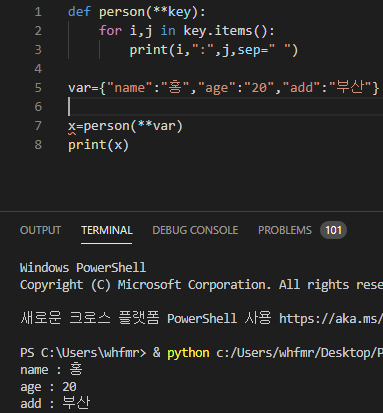 1 def person(**key):
2 for i,j in key.items():
3 print(i,":",j,sep=" ")
4
5 var={"name":"홍","age":"20","add":"부산"}
6
7 x=person(**var)
8 print(x)
OUTPUT TERMINAL DEBUG CONSOLE PROBLEMS 101
Windows PowerShell
Copyright (C) Microsoft Corporation. All rights rese
새로운 크로스 플랫폼 PowerShell 사용 https://aka.ms/
PS C:\Users\whfmr> & python c:/Users/whfmr/Desktop/P
name : 홍
age : 20
add : 부산